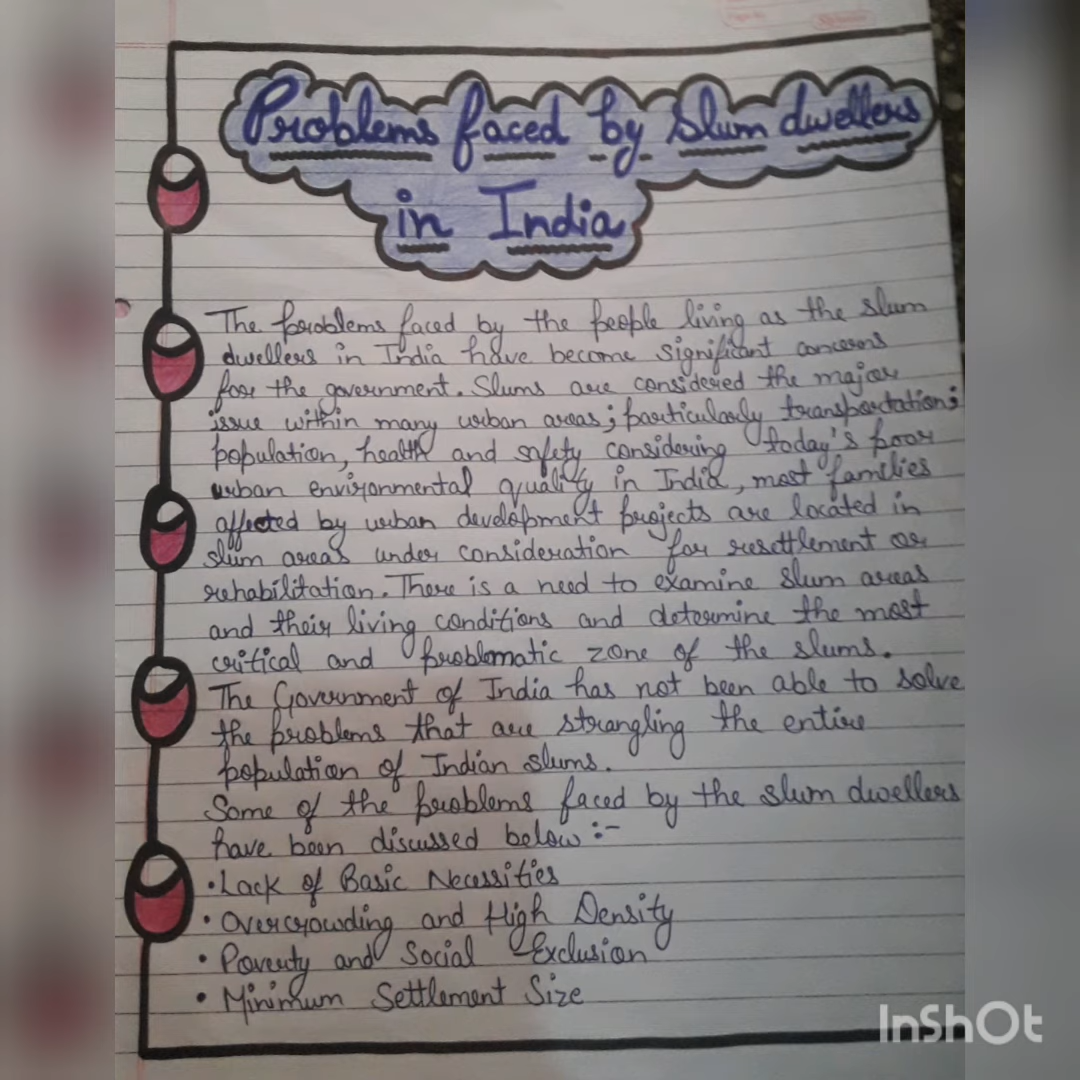 Problems faced by slum dwellers
in India
The problems faced by the people living as the slum
dwellers in India have become significant concerns
for the government. Slums are considered the major
issue within many urban areas; particularly transportation;
population, health and safety considering today's poor
urban environmental quality in India, most families
affected by urban development projects are located in
slum areas under consideration for resettlement or
rehabilitation. There is a need to examine slum areas
and their living conditions and determine the most
critical and problematic zone of the slums.
The Government of India has not been able to solve
the problems that are strangling the entire
population of Indian slums.
Some of the problems faced by the slum dwellers
have been discussed below :-
• Lack of Basic Necessities
• Overcrowding and High Density
• Poverty and Social Exclusion
• Minimum Settlement Size
InShOt